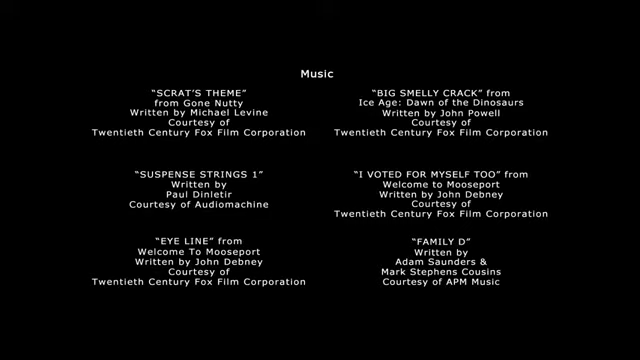 Music
“SCRAT’S THEME”
from Gone Nutty
Written by Michael Levine
Courtesy of
Twentieth Century Fox Film Corporation
“BIG SMELLY CRACK” from
Ice Age: Dawn of the Dinosaurs
Written by John Powell
Courtesy of
Twentieth Century Fox Film Corporation
“SUSPENSE STRINGS 1”
Written by
Paul Dinletir
Courtesy of Audiomachine
“I VOTED FOR MYSELF TOO” from
Welcome to Mooseport
Written by John Debney
Courtesy of
Twentieth Century Fox Film Corporation
“EYE LINE” from
Welcome To Mooseport
Written by John Debney
Courtesy of
Twentieth Century Fox Film Corporation
“FAMILY D”
Written by
Adam Saunders &
Mark Stephens Cousins
Courtesy of APM Music